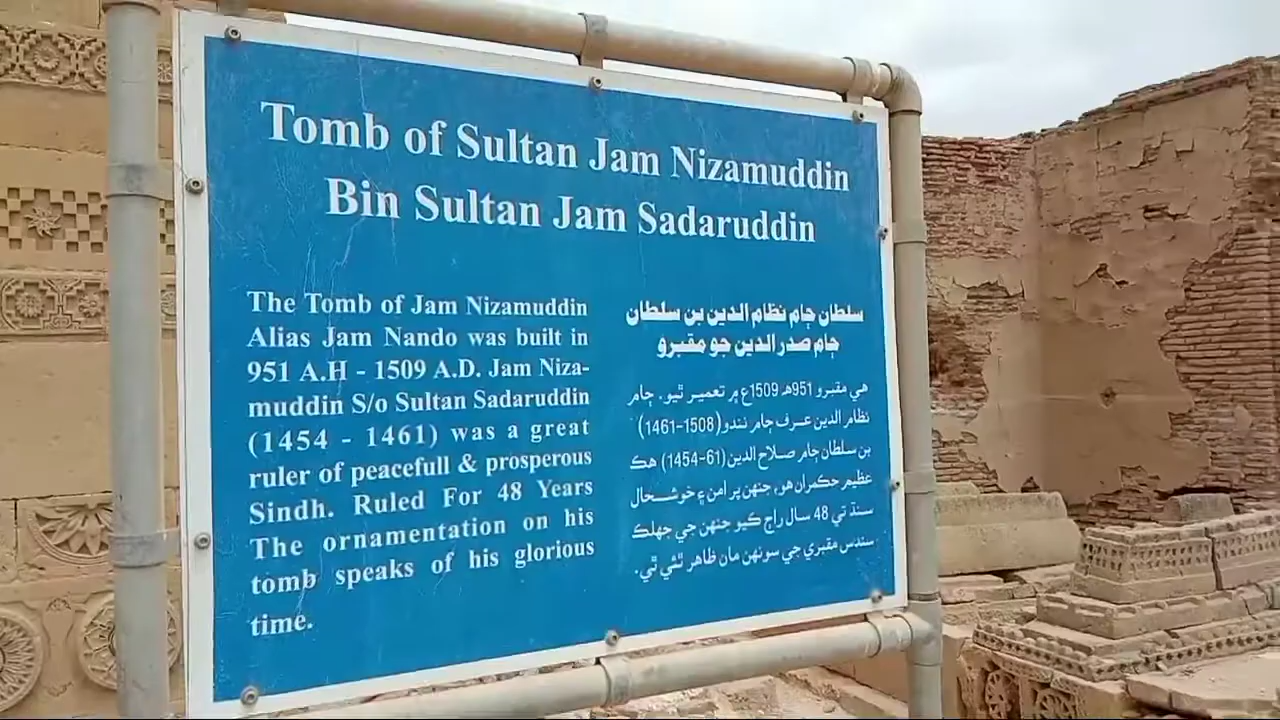 Tomb of Sultan Jam Nizamuddin
Bin Sultan Jam Sadaruddin
The Tomb of Jam Nizamuddin
Alias Jam Nando was built in
951 A.H - 1509 A.D. Jam Niza-
muddin S/o Sultan Sadaruddin
(1454 - 1461) was a great
ruler of peacefull & prosperous
Sindh. Ruled For 48 Years
The ornamentation on his
tomb speaks of his glorious
time.
سلطان ڄام نظام الدين بن سلطان
ڄام صدر الدين جو مقبرو
هي مقبرو 951هہ 1509ع ۾ تعمير ٿيو. ڄام
نظام الدين عرف ڄام نندو (1508-1461)
بن سلطان ڄام صلاح الدين (61-1454) هڪ
عظيم حڪمران هو، جنهن پر امن ۽ خوشحال
سنڌ تي 48 سال راڄ ڪيو جنهن جي جهلڪ
سندس مقبري جي سونهن مان ظاهر ٿئي ٿي.